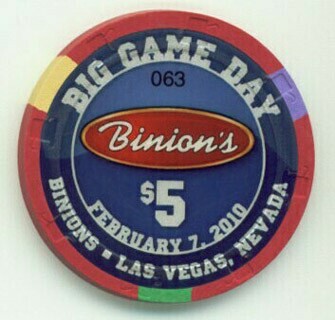 BIG GAME DAY
063
Binion's
$5
FEBRUARY 7, 2010
BINIONS • LAS VEGAS, NEVADA